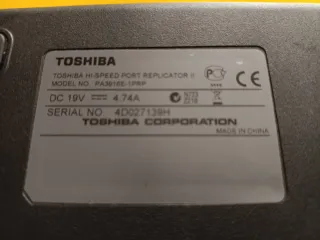 TOSHIBA
TOSHIBA HI-SPEED PORT REPLICATOR II
MODEL NO. PA3916E-1PRP
DC 19V 4.74A
SERIAL NO 4D027139H
TOSHIBA CORPORATION
MADE IN CHINA